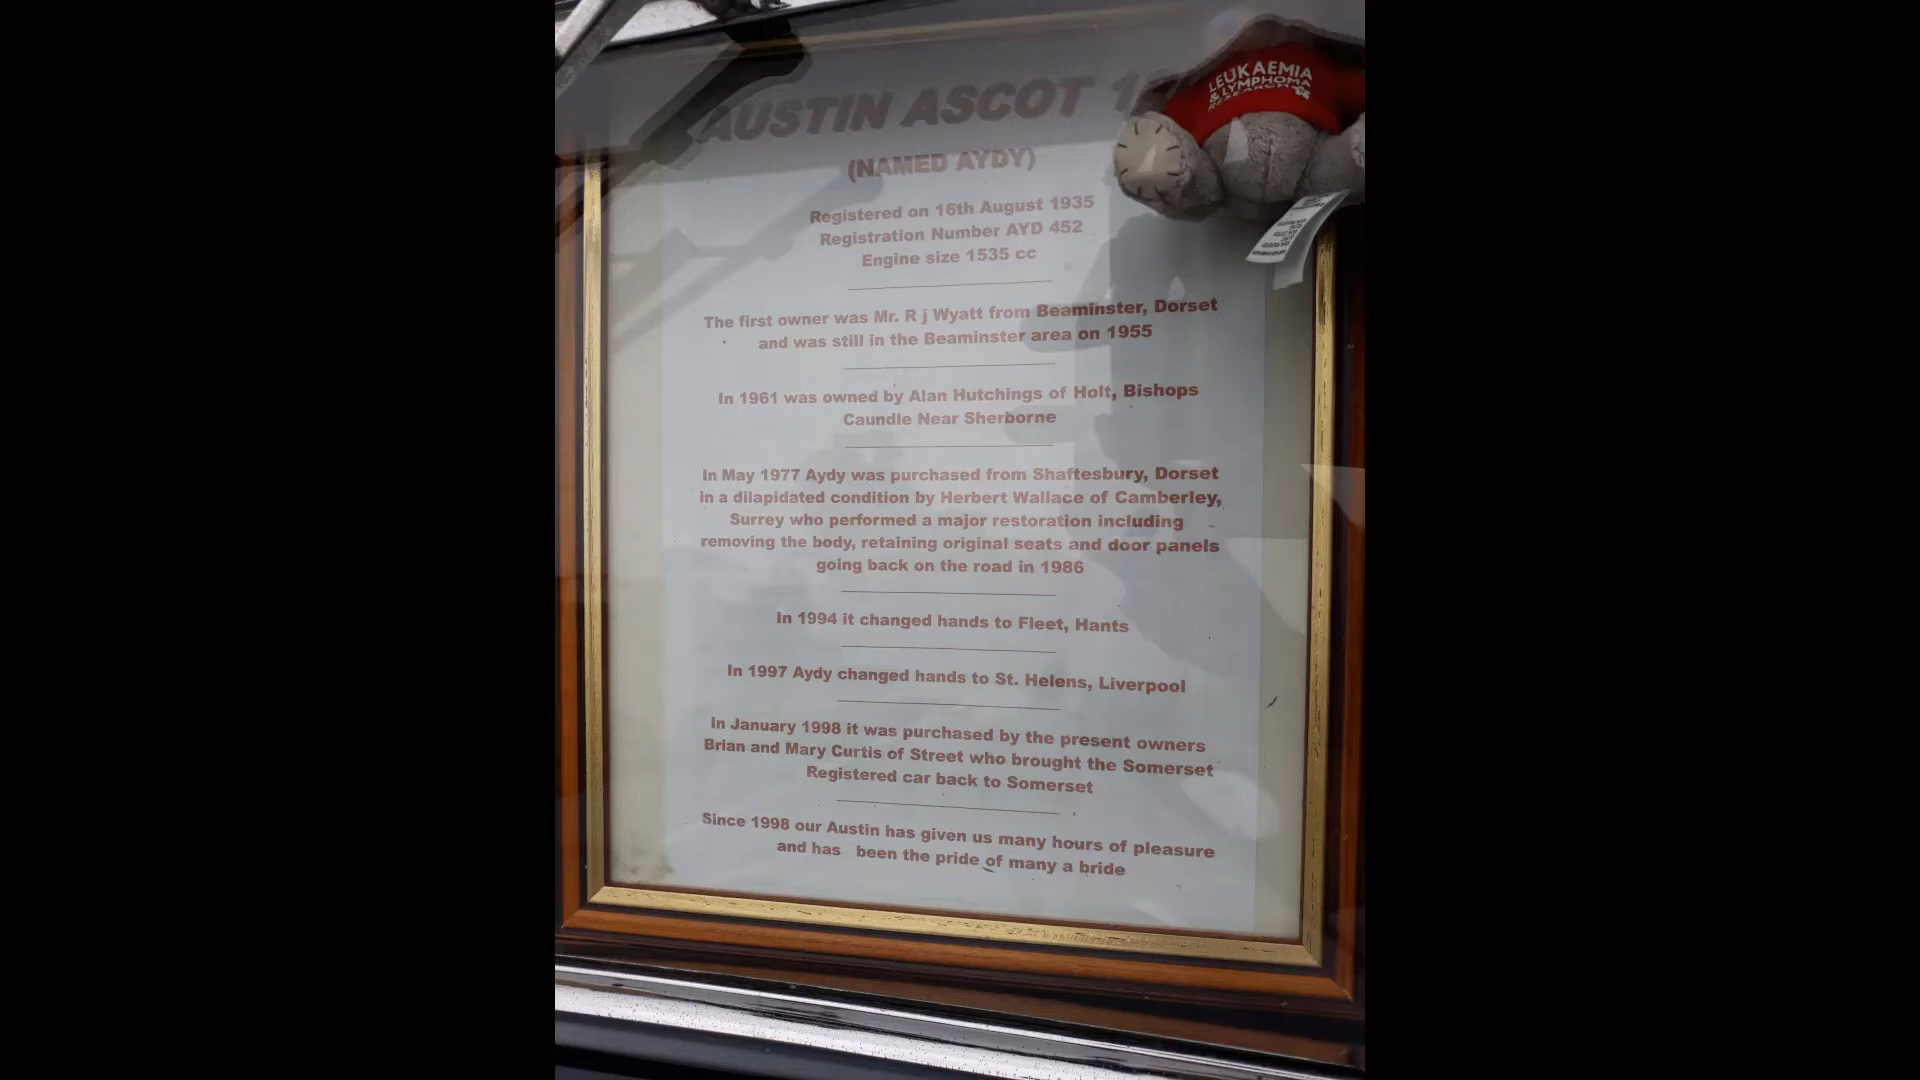 AUSTIN ASCOT
(NAMED AYDY)
Registered on 16th August 1935
Registration Number AYD 452
Engine size 1535 cc
The first owner was Mr. R j Wyatt from Beaminster, Dorset
and was still in the Beaminster area on 1955
In 1961 was owned by Alan Hutchings of Holt, Bishops
Caundle Near Sherborne
In May 1977 Aydy was purchased from Shaftesbury, Dorset
in a dilapidated condition by Herbert Wallace of Camberley,
Surrey who performed a major restoration including
removing the body, retaining original seats and door panels
going back on the road in 1986
In 1994 it changed hands to Fleet, Hants
In 1997 Aydy changed hands to St. Helens, Liverpool
In January 1998 it was purchased by the present owners
Brian and Mary Curtis of Street who brought the Somerset
Registered car back to Somerset
Since 1998 our Austin has given us many hours of pleasure
and has been the pride of many a bride
LEUKAEMIA
& LYMPHOMA
RESEARCH